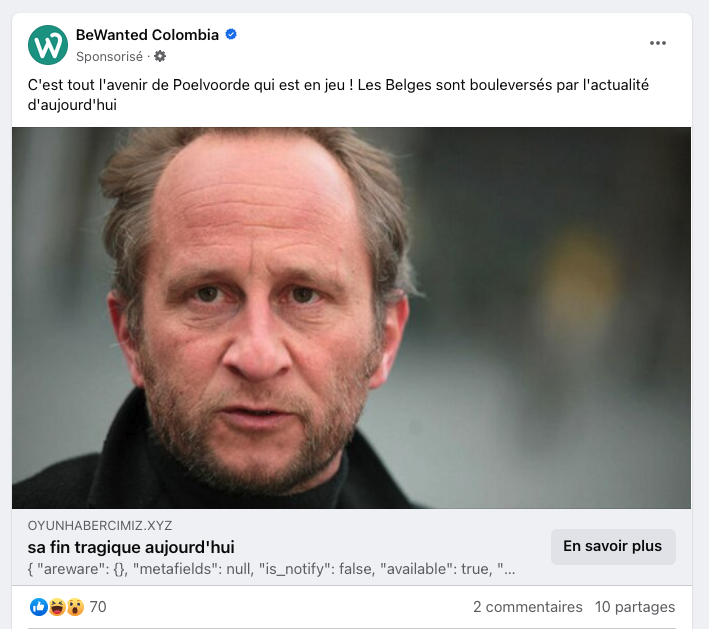 BeWanted Colombia
Sponsorisé ·
C'est tout l'avenir de Poelvoorde qui est en jeu ! Les Belges sont bouleversés par l'actualité
d'aujourd'hui
OYUNHABERCIMIZ.XYZ
sa fin tragique aujourd'hui
{ "areware": {}, "metafields": null, "is_notify": false, "available": true, "...
En savoir plus
70
2 commentaires
10 partages